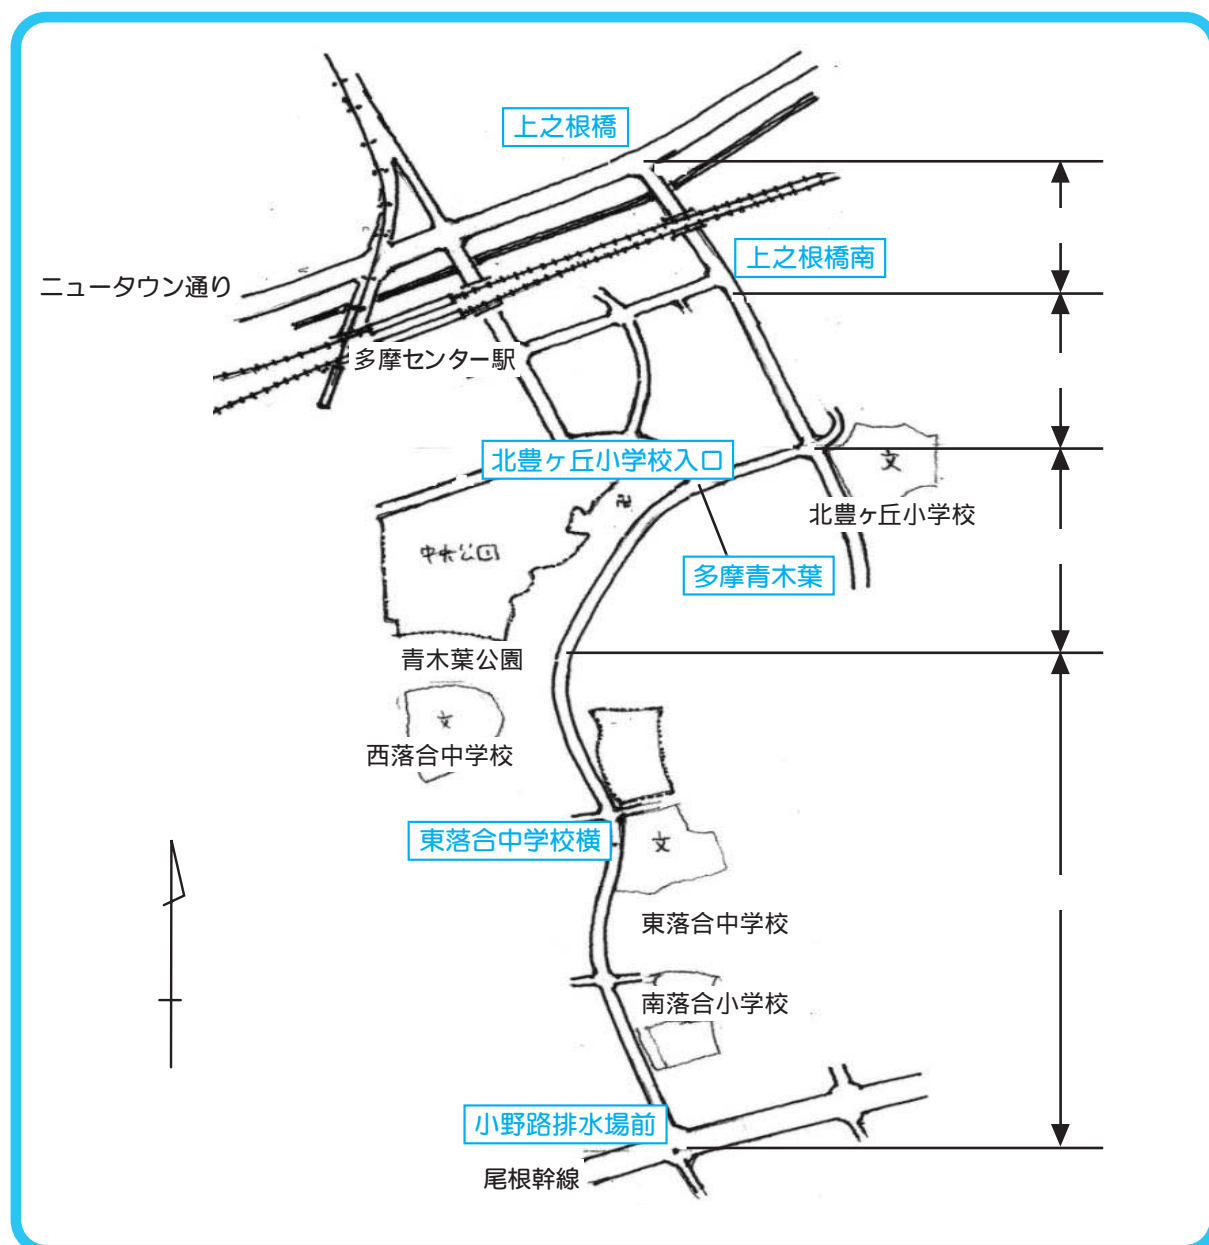 上之根橋
上之根橋南
ニュータウン通り
多摩センター駅
北豊ヶ丘小学校入口
文
卍
北豊ヶ丘小学校
中央公園
多摩青木葉
青木葉公園
文
西落合中学校
東落合中学校横
文
東落合中学校
南落合小学校
小野路排水場前
尾根幹線